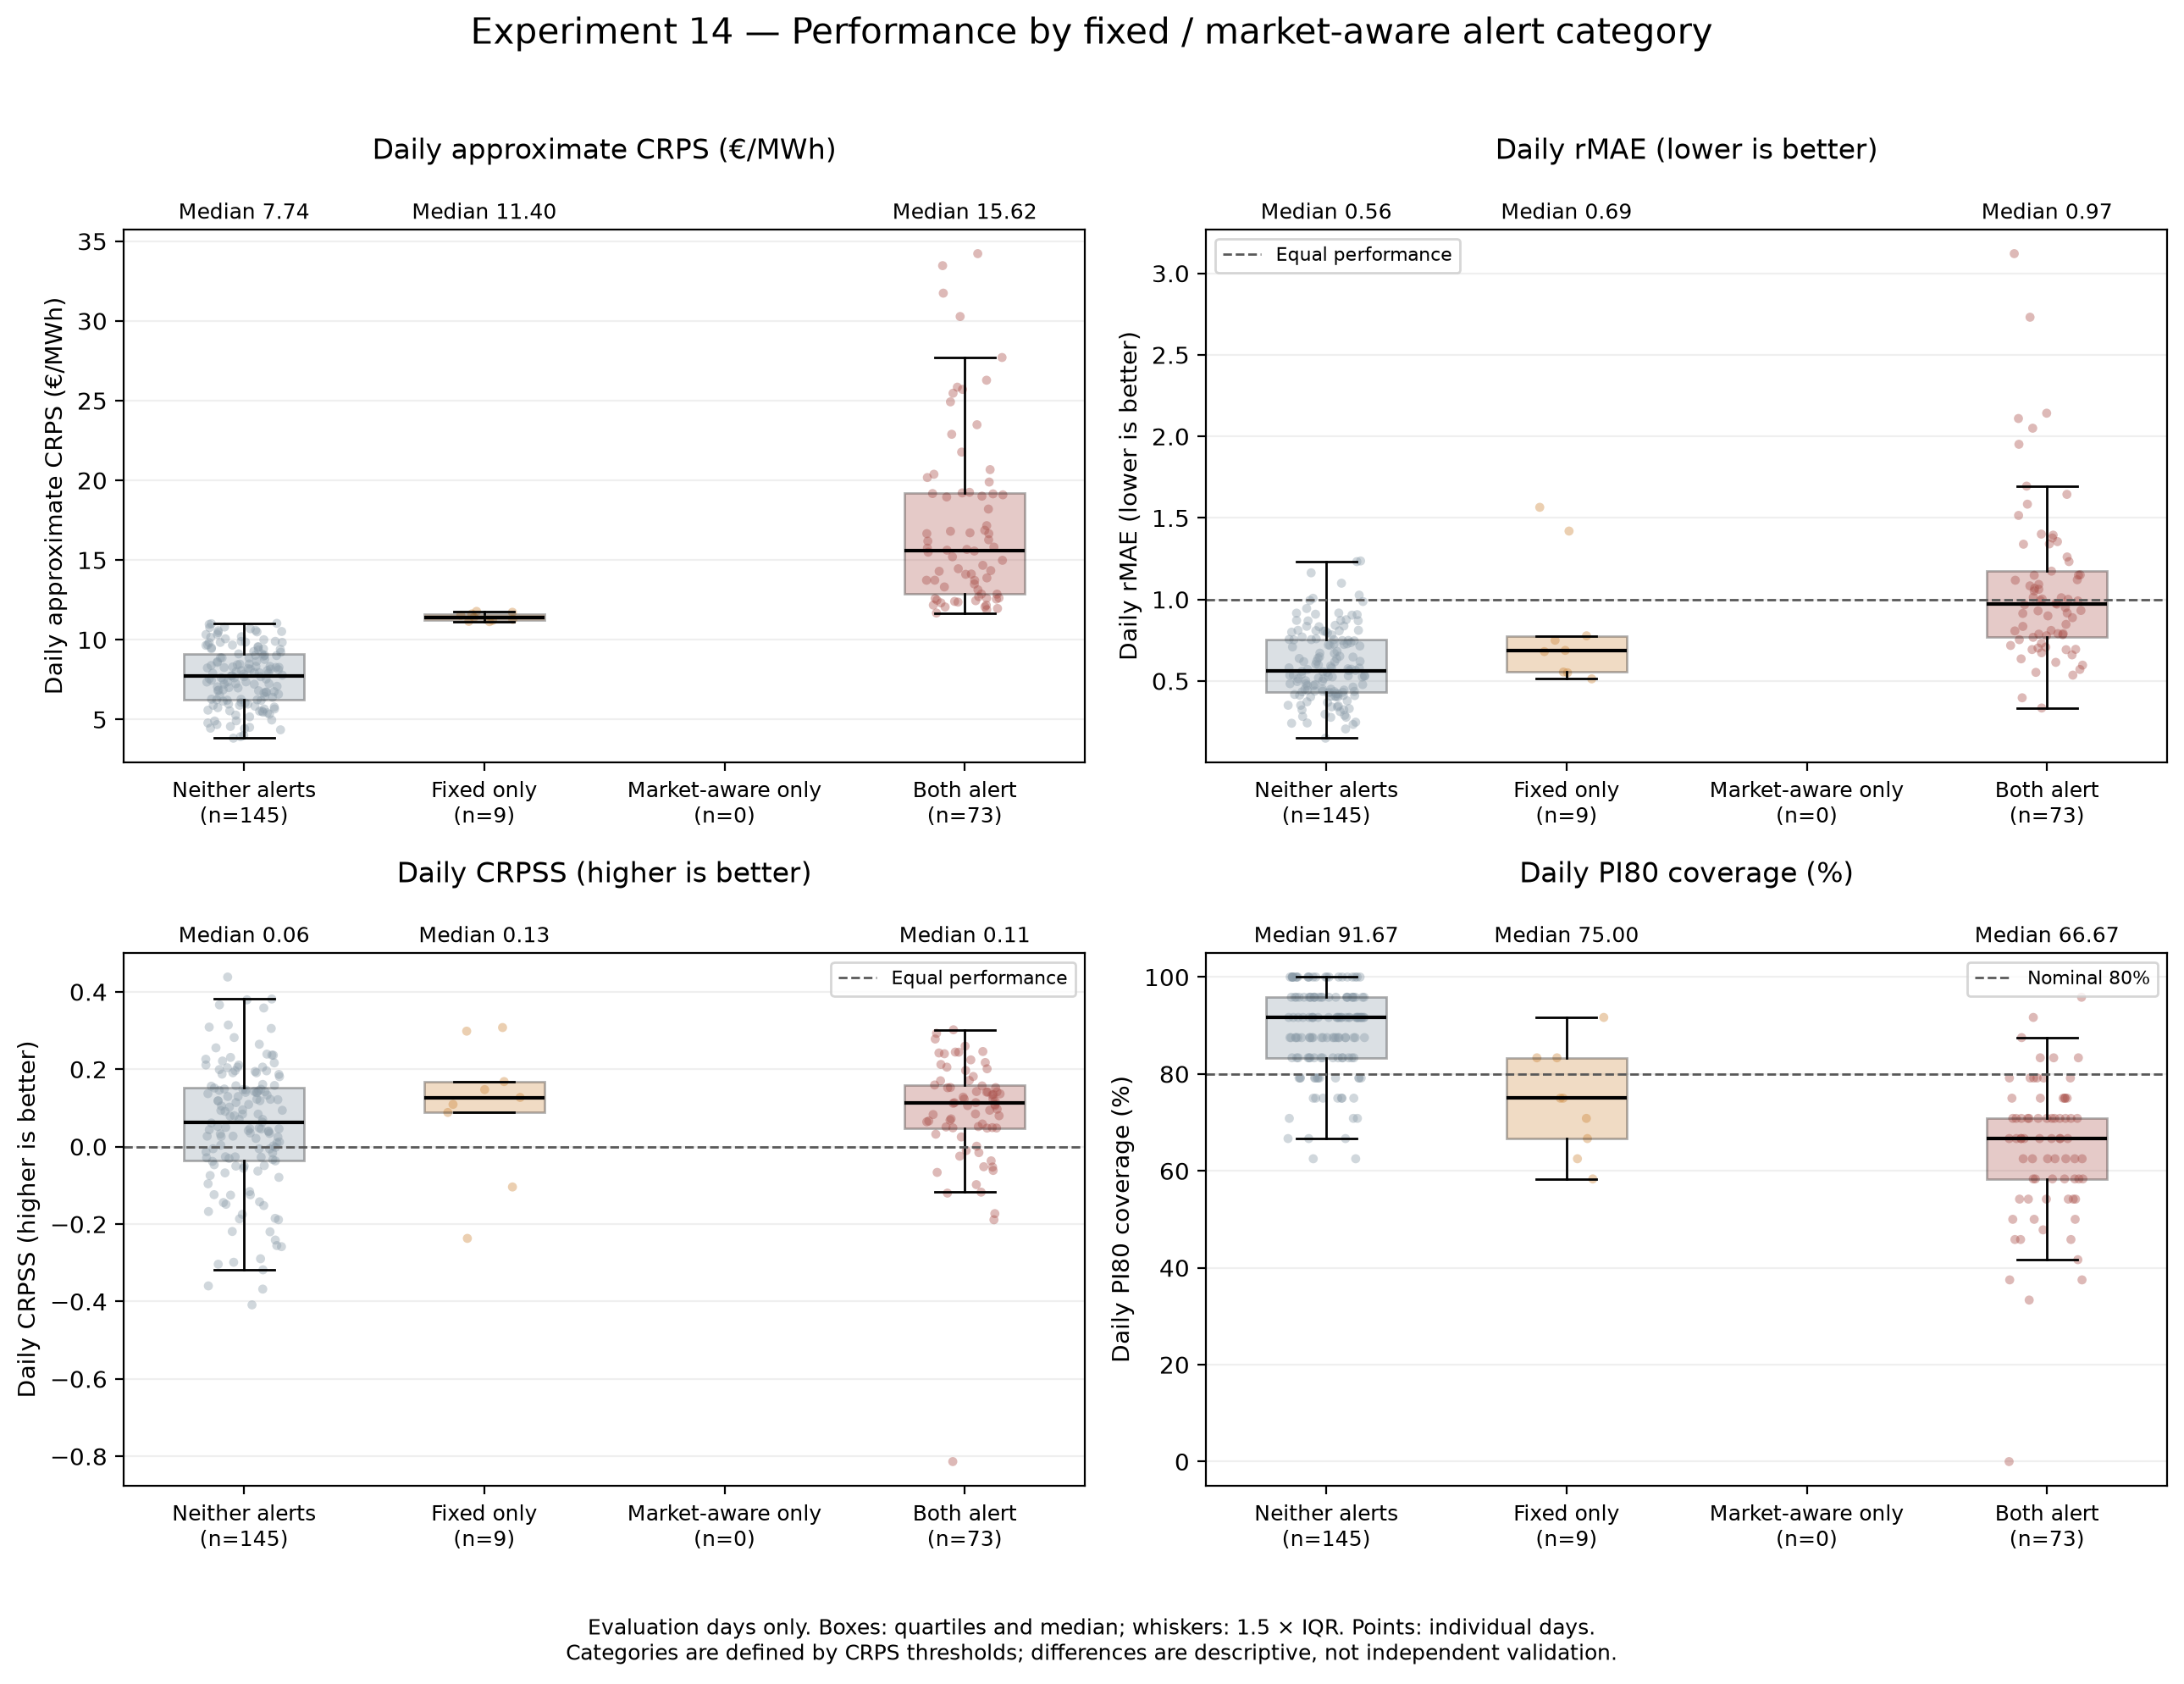 Experiment 14 — Performance by fixed / market-aware alert category
Daily approximate CRPS (€/MWh)
Median 7.74
Median 11.40
Median 15.62
Daily approximate CRPS (€/MWh)
35
30
25
20
15
10
5
Neither alerts
(n=145)
Fixed only
(n=9)
Market-aware only
(n=0)
Both alert
(n=73)
Daily rMAE (lower is better)
Median 0.56
Median 0.69
Median 0.97
Equal performance
Daily rMAE (lower is better)
3.0
2.5
2.0
1.5
1.0
0.5
Neither alerts
(n=145)
Fixed only
(n=9)
Market-aware only
(n=0)
Both alert
(n=73)
Daily CRPSS (higher is better)
Median 0.06
Median 0.13
Median 0.11
Equal performance
Daily CRPSS (higher is better)
0.4
0.2
0.0
−0.2
−0.4
−0.6
−0.8
Neither alerts
(n=145)
Fixed only
(n=9)
Market-aware only
(n=0)
Both alert
(n=73)
Daily PI80 coverage (%)
Median 91.67
Median 75.00
Median 66.67
Nominal 80%
Daily PI80 coverage (%)
100
80
60
40
20
0
Neither alerts
(n=145)
Fixed only
(n=9)
Market-aware only
(n=0)
Both alert
(n=73)
Evaluation days only. Boxes: quartiles and median; whiskers: 1.5 × IQR. Points: individual days.
Categories are defined by CRPS thresholds; differences are descriptive, not independent validation.